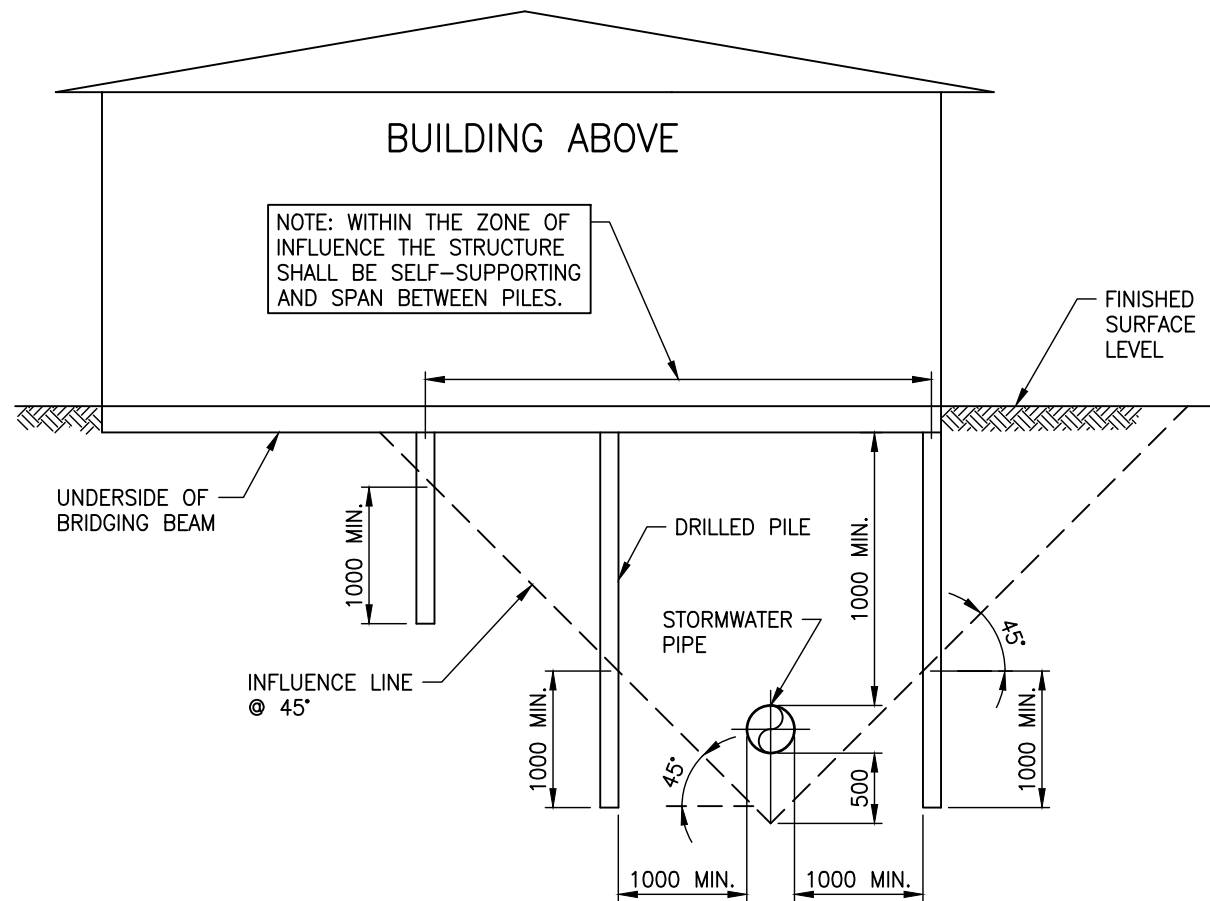 BUILDING ABOVE
NOTE: WITHIN THE ZONE OF
INFLUENCE THE STRUCTURE
SHALL BE SELF-SUPPORTING
AND SPAN BETWEEN PILES.
FINISHED
SURFACE
LEVEL
UNDERSIDE OF
BRIDGING BEAM
1000 MIN.
DRILLED PILE
1000 MIN.
STORMWATER
PIPE
45°
INFLUENCE LINE
@ 45°
1000 MIN.
45°
500
1000 MIN.
1000 MIN.
1000 MIN.